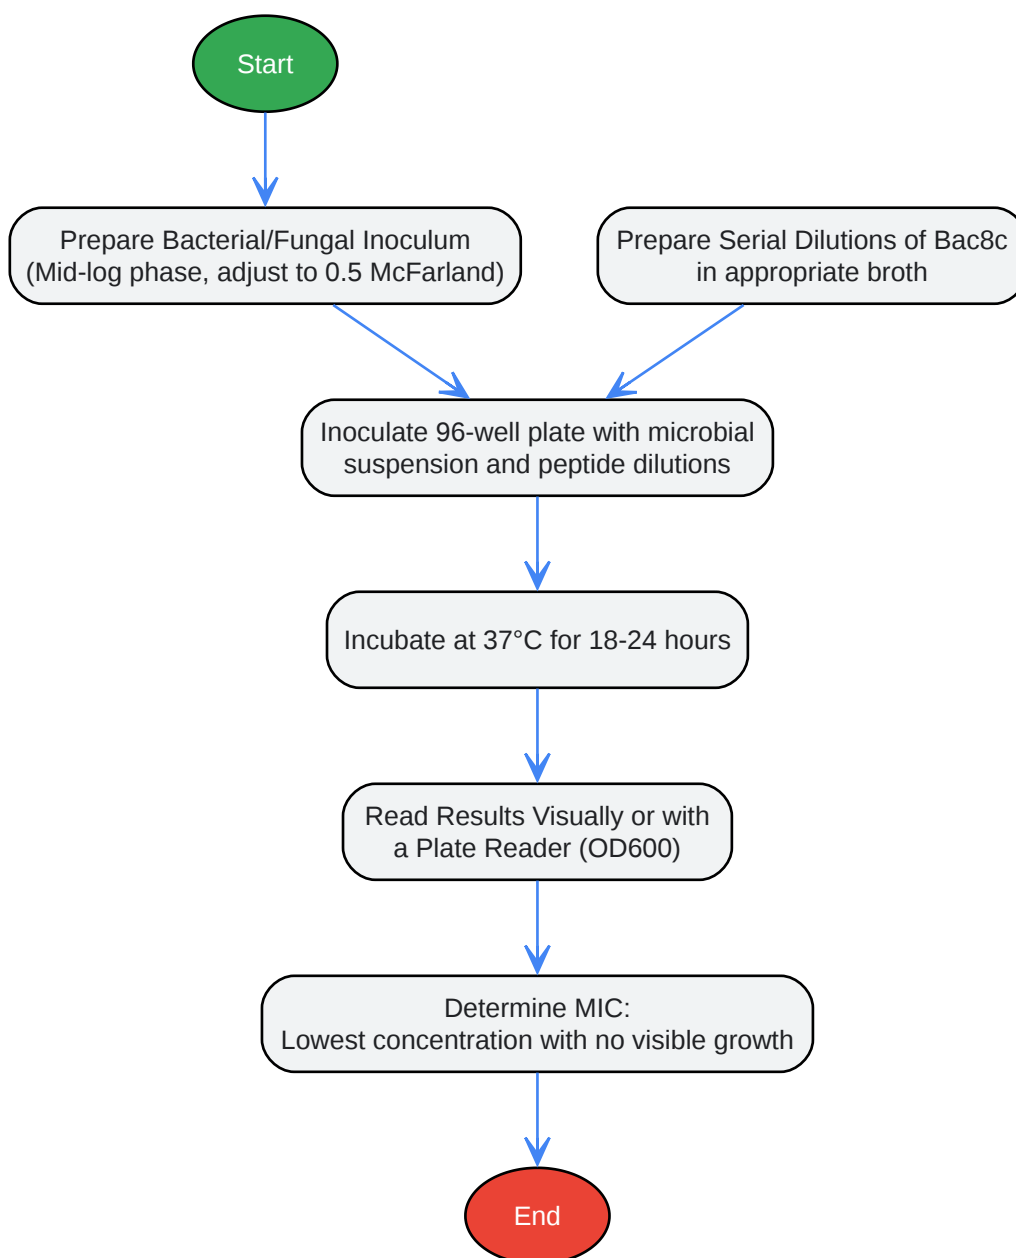 Start
Prepare Bacterial/Fungal Inoculum
(Mid-log phase, adjust to 0.5 McFarland)
Prepare Serial Dilutions of Bac8c
in appropriate broth
Inoculate 96-well plate with microbial
suspension and peptide dilutions
Incubate at 37°C for 18-24 hours
Read Results Visually or with
a Plate Reader (OD600)
Determine MIC:
Lowest concentration with no visible growth
End